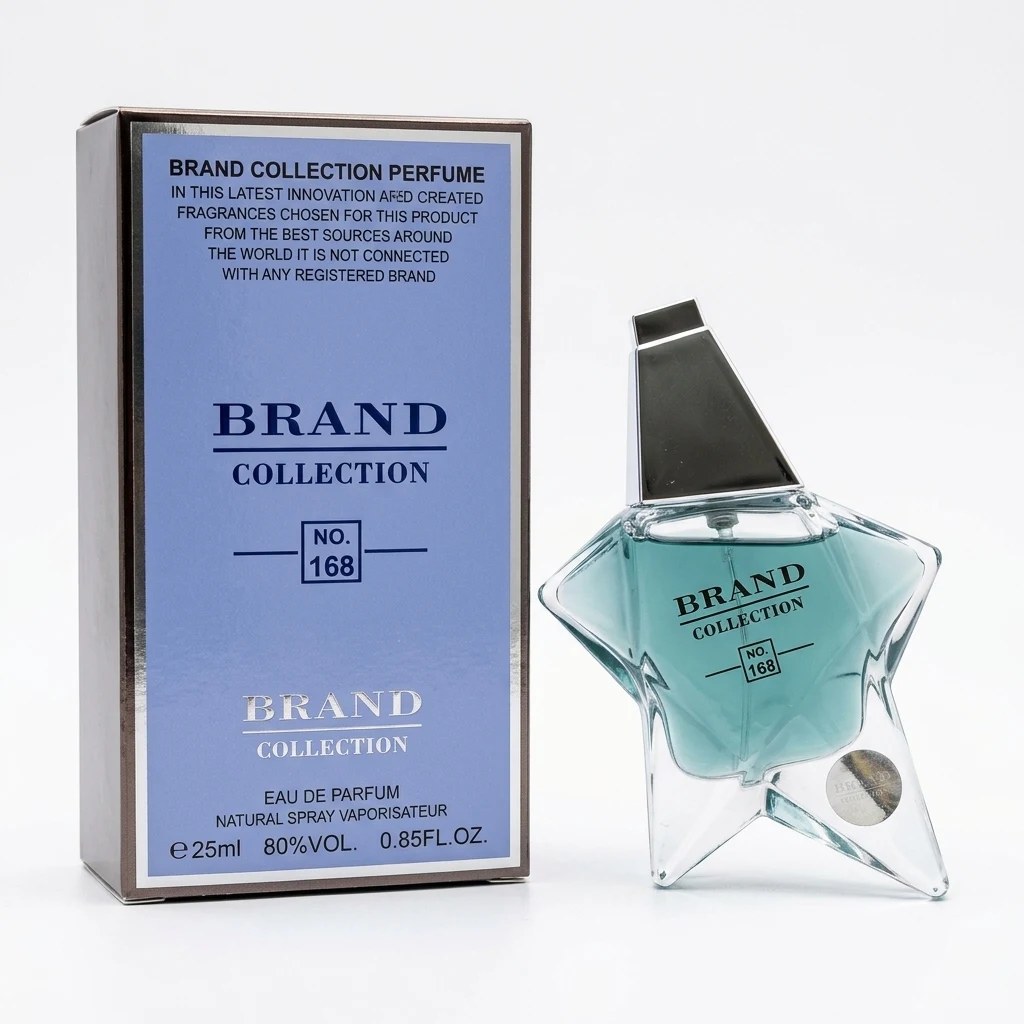 BRAND COLLECTION PERFUME
IN THIS LATEST INNOVATION CREATED
FRAGRANCES CHOSEN FOR THIS PRODUCT
FROM THE BEST SOURCES AROUND
THE WORLD IT IS NOT CONNECTED
WITH ANY REGISTERED BRAND
BRAND
COLLECTION
NO.
168
BRAND
COLLECTION
EAU DE PARFUM
NATURAL SPRAY VAPORISATEUR
℮25ml 80%VOL. 0.85FL.OZ.
BRAND
COLLECTION
NO.
168
BRAND